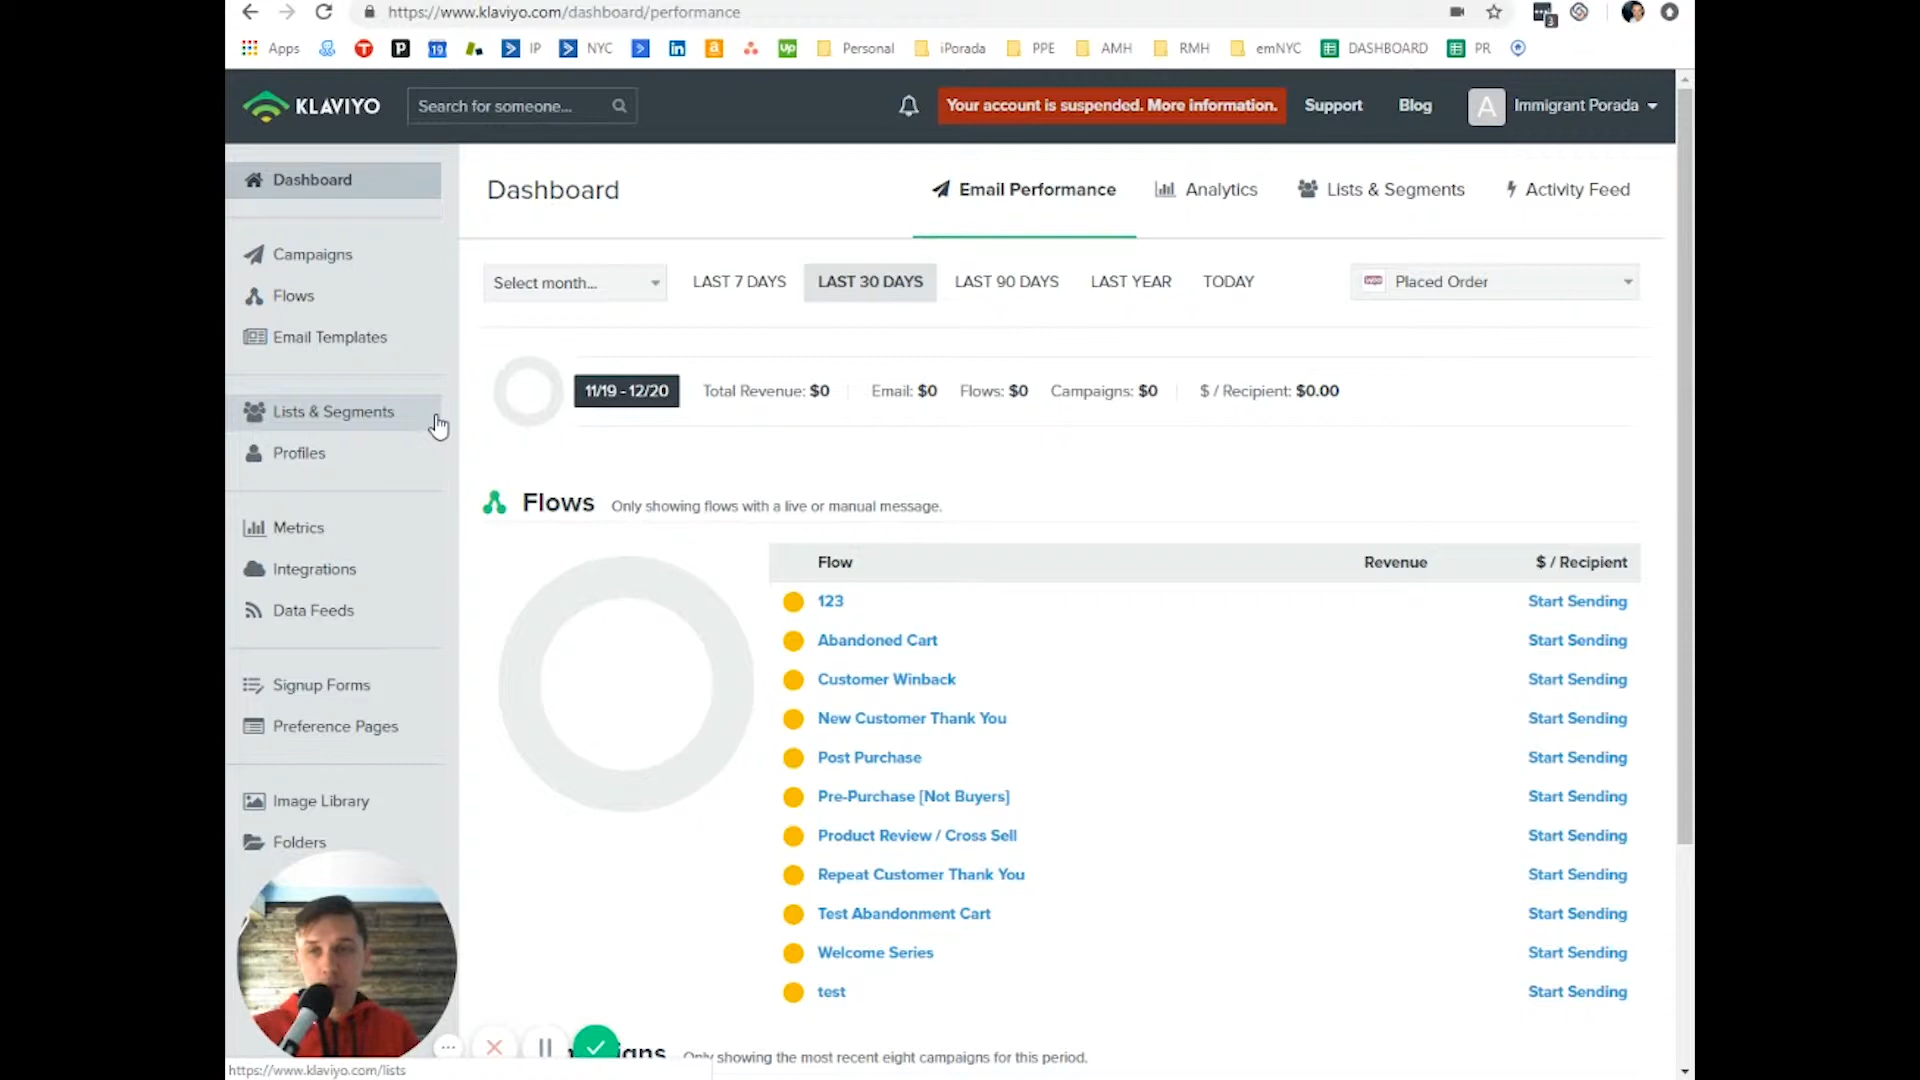 https://www.klaviyo.com/dashboard/performance
3
Apps
19
IP
NYC
in
a
up
Personal
iPorada
PPE
AMH
RMH
emNYC
DASHBOARD
PR
KLAVIYO
Search for someone...
Your account is suspended. More information.
Support
Blog
A
Immigrant Porada
Dashboard
Campaigns
Flows
Email Templates
Lists & Segments
Profiles
Metrics
Integrations
Data Feeds
Signup Forms
Preference Pages
Image Library
Folders
Dashboard
Email Performance
Analytics
Lists & Segments
Activity Feed
Select month...
LAST 7 DAYS
LAST 30 DAYS
LAST 90 DAYS
LAST YEAR
TODAY
Placed Order
11/19 - 12/20
Total Revenue: $0
Email: $0
Flows: $0
Campaigns: $0
$ / Recipient: $0.00
Flows
Only showing flows with a live or manual message.
Flow Revenue $ / Recipient
123 Start Sending
Abandoned Cart Start Sending
Customer Winback Start Sending
New Customer Thank You Start Sending
Post Purchase Start Sending
Pre-Purchase [Not Buyers] Start Sending
Product Review / Cross Sell Start Sending
Repeat Customer Thank You Start Sending
Test Abandonment Cart Start Sending
Welcome Series Start Sending
test Start Sending
Only showing the most recent eight campaigns for this period.
https://www.klaviyo.com/lists